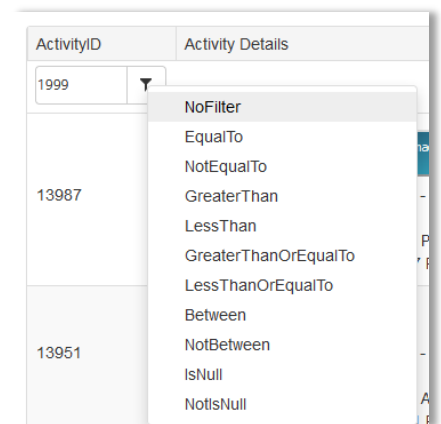 ActivityID Activity Details
1999
NoFilter
EqualTo
NotEqualTo
13987 GreaterThan -
LessThan
GreaterThanOrEqualTo
LessThanOrEqualTo
Between
13951 NotBetween -
IsNull
NotIsNull